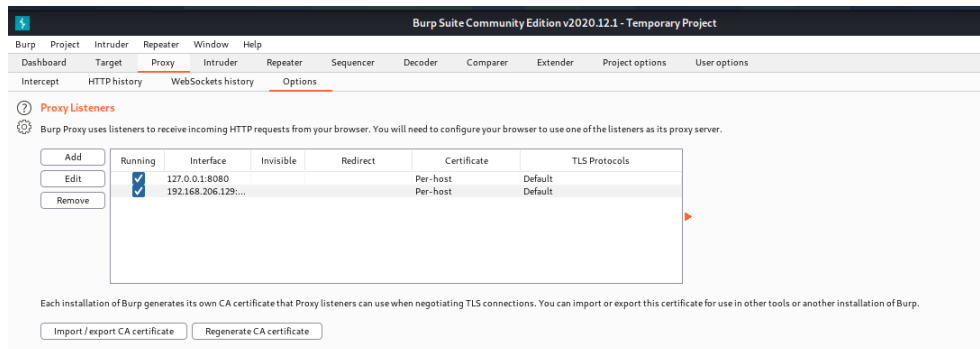 Burp Suite Community Edition v2020.12.1 - Temporary Project
Burp Project Intruder Repeater Window Help
Dashboard Target Proxy Intruder Repeater Sequencer Decoder Comparer Extender Project options User options
Intercept HTTP history WebSockets history Options
? Proxy Listeners
Burp Proxy uses listeners to receive incoming HTTP requests from your browser. You will need to configure your browser to use one of the listeners as its proxy server.
Add Running Interface Invisible Redirect Certificate TLS Protocols
Edit 127.0.0.1:8080 Per-host Default
192.168.206.129:... Per-host Default
Remove
Each installation of Burp generates its own CA certificate that Proxy listeners can use when negotiating TLS connections. You can import or export this certificate for use in other tools or another installation of Burp.
Import / export CA certificate Regenerate CA certificate